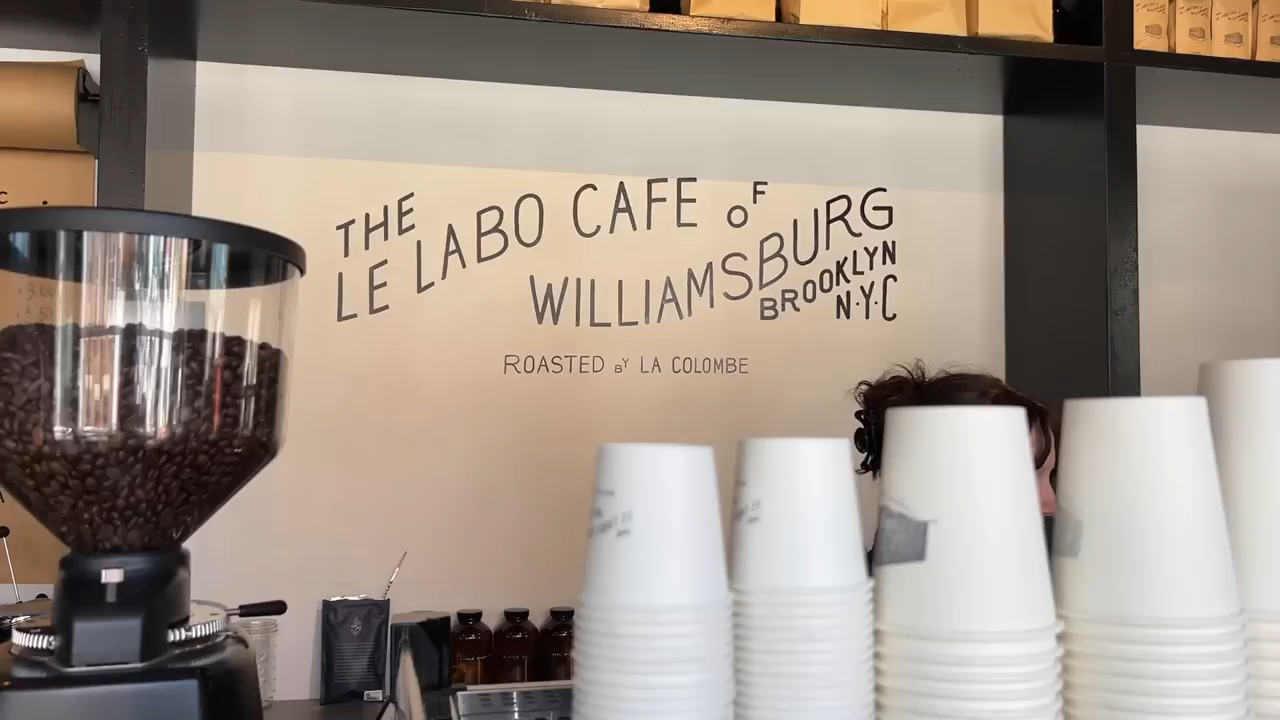 THE
LE LABO CAFE OF
WILLIAMSBURG
BROOKLYN
N·Y·C
ROASTED BY LA COLOMBE